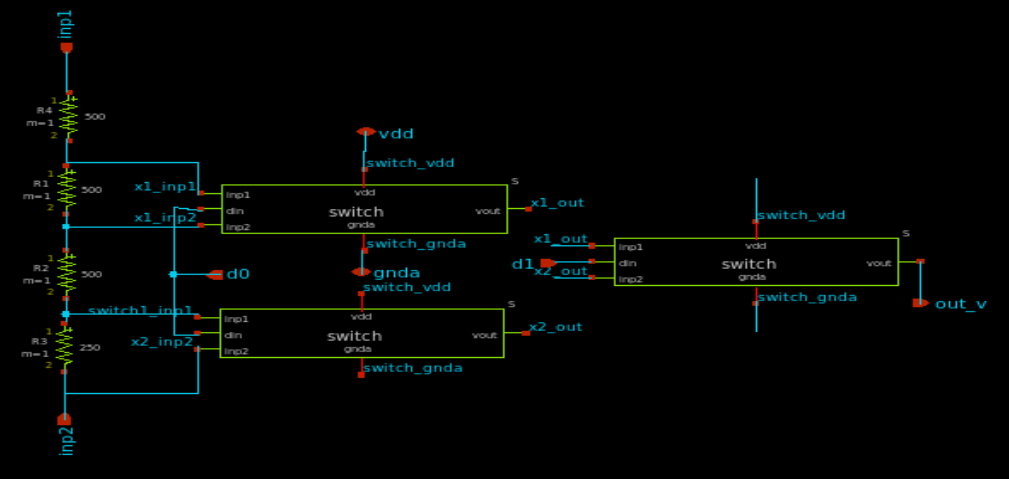 inp1
1
R4
500
m=1
2
vdd
switch_vdd
1
R1
500
m=1
2
x1_inp1
x1_inp2
S
inp1
vdd
din
switch
vout
inp2
gnda
x1_out
switch_gnda
gnda
1
R2
500
m=1
2
d0
switch_vdd
switch1_inp1
x2_inp2
S
inp1
vdd
din
switch
vout
inp2
gnda
x2_out
switch_gnda
1
R3
250
m=1
2
inp2
switch_vdd
S
x1_out
d1
x2_out
inp1
vdd
din
switch
vout
inp2
gnda
switch_gnda
out_v